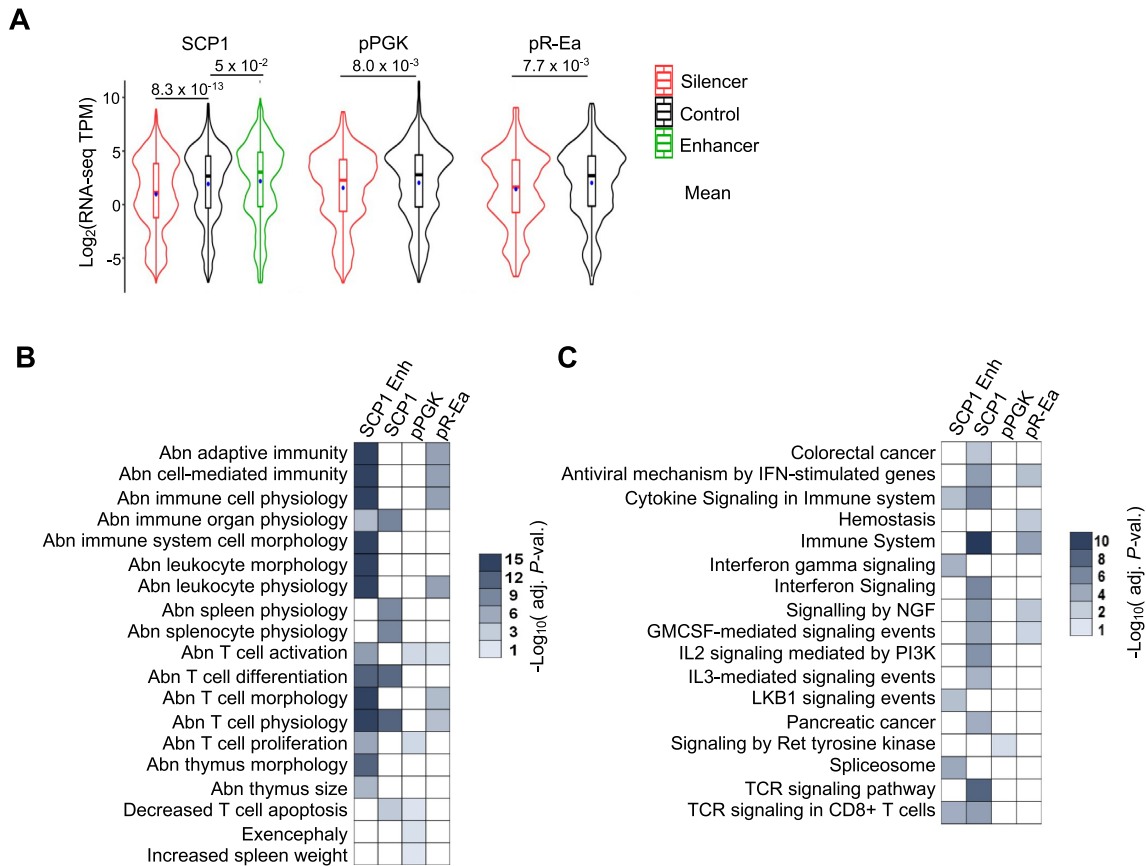 A
SCP1
pPGK
pR-Ea
5 x 10-2
8.3 x 10-13
8.0 x 10-3
7.7 x 10-3
Log2(RNA-seq TPM)
10
5
0
-5
Silencer
Control
Enhancer
Mean
B
SCP1 Enh
SCP1
pPGK
pR-Ea
Abn adaptive immunity
Abn cell-mediated immunity
Abn immune cell physiology
Abn immune organ physiology
Abn immune system cell morphology
Abn leukocyte morphology
Abn leukocyte physiology
Abn spleen physiology
Abn splenocyte physiology
Abn T cell activation
Abn T cell differentiation
Abn T cell morphology
Abn T cell physiology
Abn T cell proliferation
Abn thymus morphology
Abn thymus size
Decreased T cell apoptosis
Exencephaly
Increased spleen weight
15
12
9
6
3
1
-Log10( adj. P-val.)
C
SCP1 Enh
SCP1
pPGK
pR-Ea
Colorectal cancer
Antiviral mechanism by IFN-stimulated genes
Cytokine Signaling in Immune system
Hemostasis
Immune System
Interferon gamma signaling
Interferon Signaling
Signalling by NGF
GMCSF-mediated signaling events
IL2 signaling mediated by PI3K
IL3-mediated signaling events
LKB1 signaling events
Pancreatic cancer
Signaling by Ret tyrosine kinase
Spliceosome
TCR signaling pathway
TCR signaling in CD8+ T cells
10
8
6
4
2
1
-Log10( adj. P-val.)